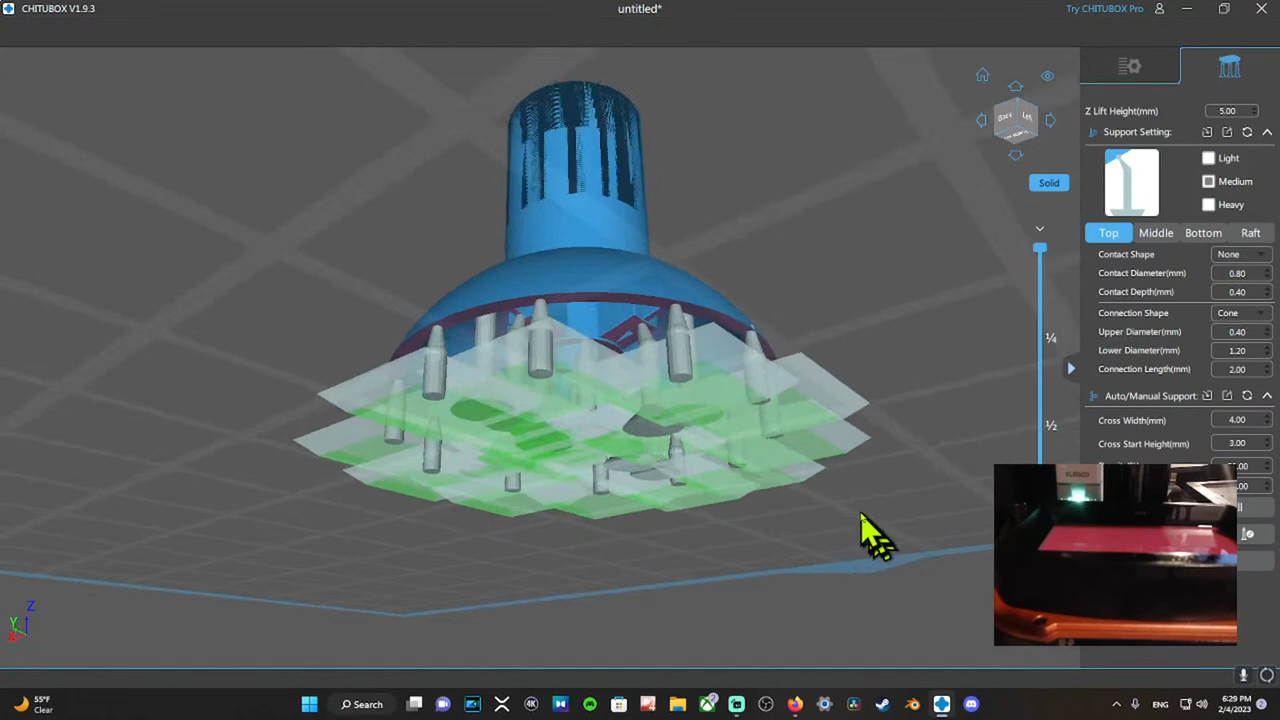 CHITUBOX V1.9.3
untitled*
Try CHITUBOX Pro
Z Lift Height(mm) 5.00
Support Setting:
Light
Medium
Heavy
Back
Left
Solid
Top Middle Bottom Raft
Contact Shape None
Contact Diameter(mm) 0.80
Contact Depth(mm) 0.40
Connection Shape Cone
Upper Diameter(mm) 0.40
Lower Diameter(mm) 1.20
Connection Length(mm) 2.00
¼
Auto/Manual Support:
Cross Width(mm) 4.00
½
Cross Start Height(mm) 3.00
ELEGOO
Z
Y
X
55°F
Clear
Search
ENG
6:29 PM
2/4/2023